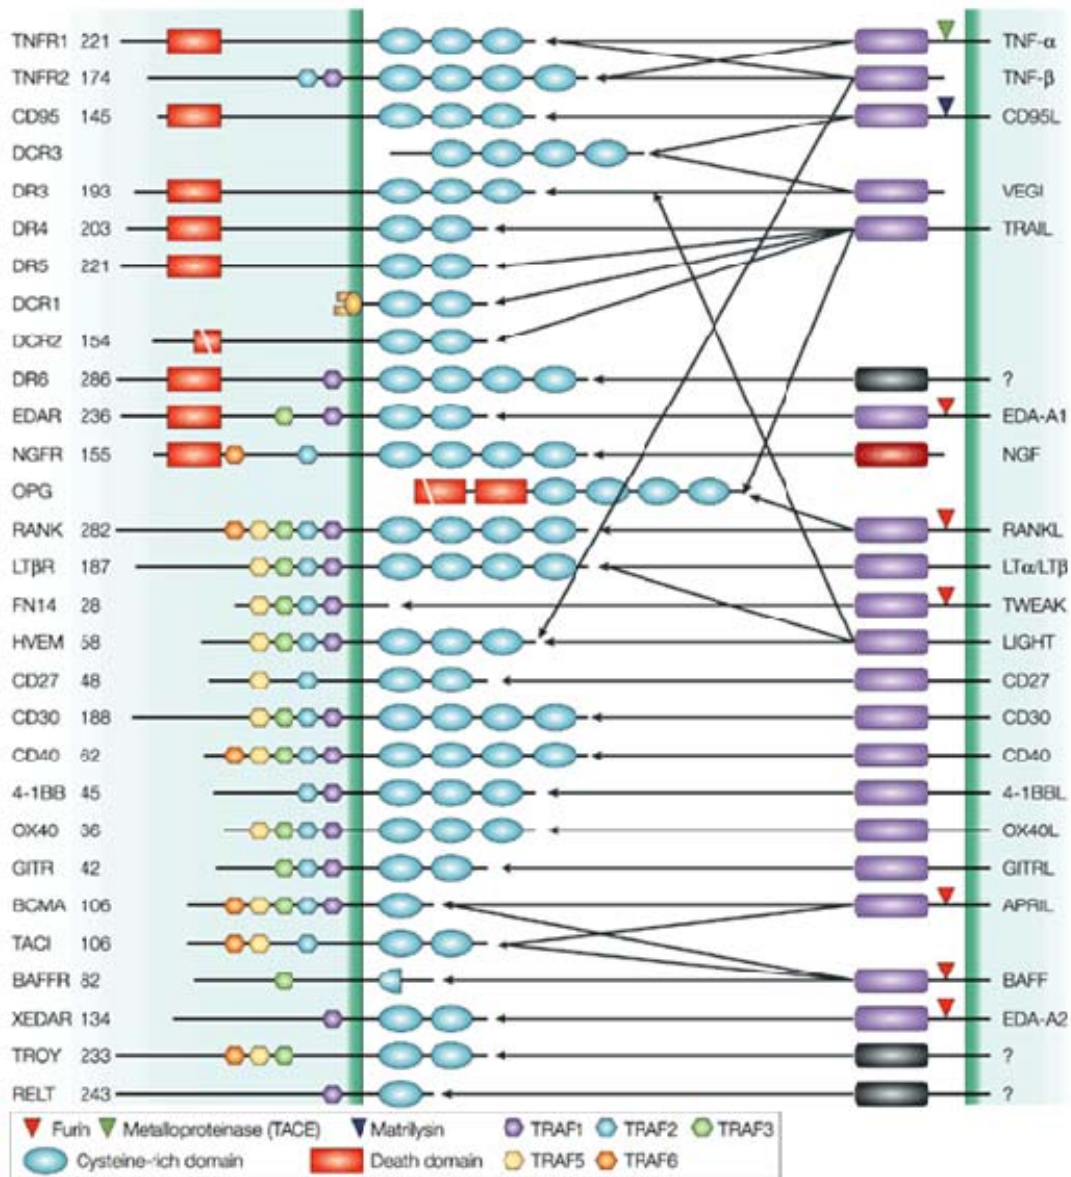 TNFR1 221 TNF-α
TNFR2 174 TNF-β
CD95 145 CD95L
DCR3
DR3 193 VEGI
DR4 203 TRAIL
DR5 221
DCR1
DCR2 154
DR6 286 ?
EDAR 236 EDA-A1
NGFR 155 NGF
OPG
RANK 282 RANKL
LTβR 187 LTα/LTβ
FN14 28 TWEAK
HVEM 58 LIGHT
CD27 48 CD27
CD30 188 CD30
CD40 62 CD40
4-1BB 45 4-1BBL
OX40 36 OX40L
GITR 42 GITRL
BCMA 106 APRIL
TACI 106
BAFFR 82 BAFF
XEDAR 134 EDA-A2
TROY 233 ?
RELT 243 ?
Furin Metalloproteinase (TACE) Matrilysin TRAF1 TRAF2 TRAF3
Cysteine-rich domain Death domain TRAF5 TRAF6